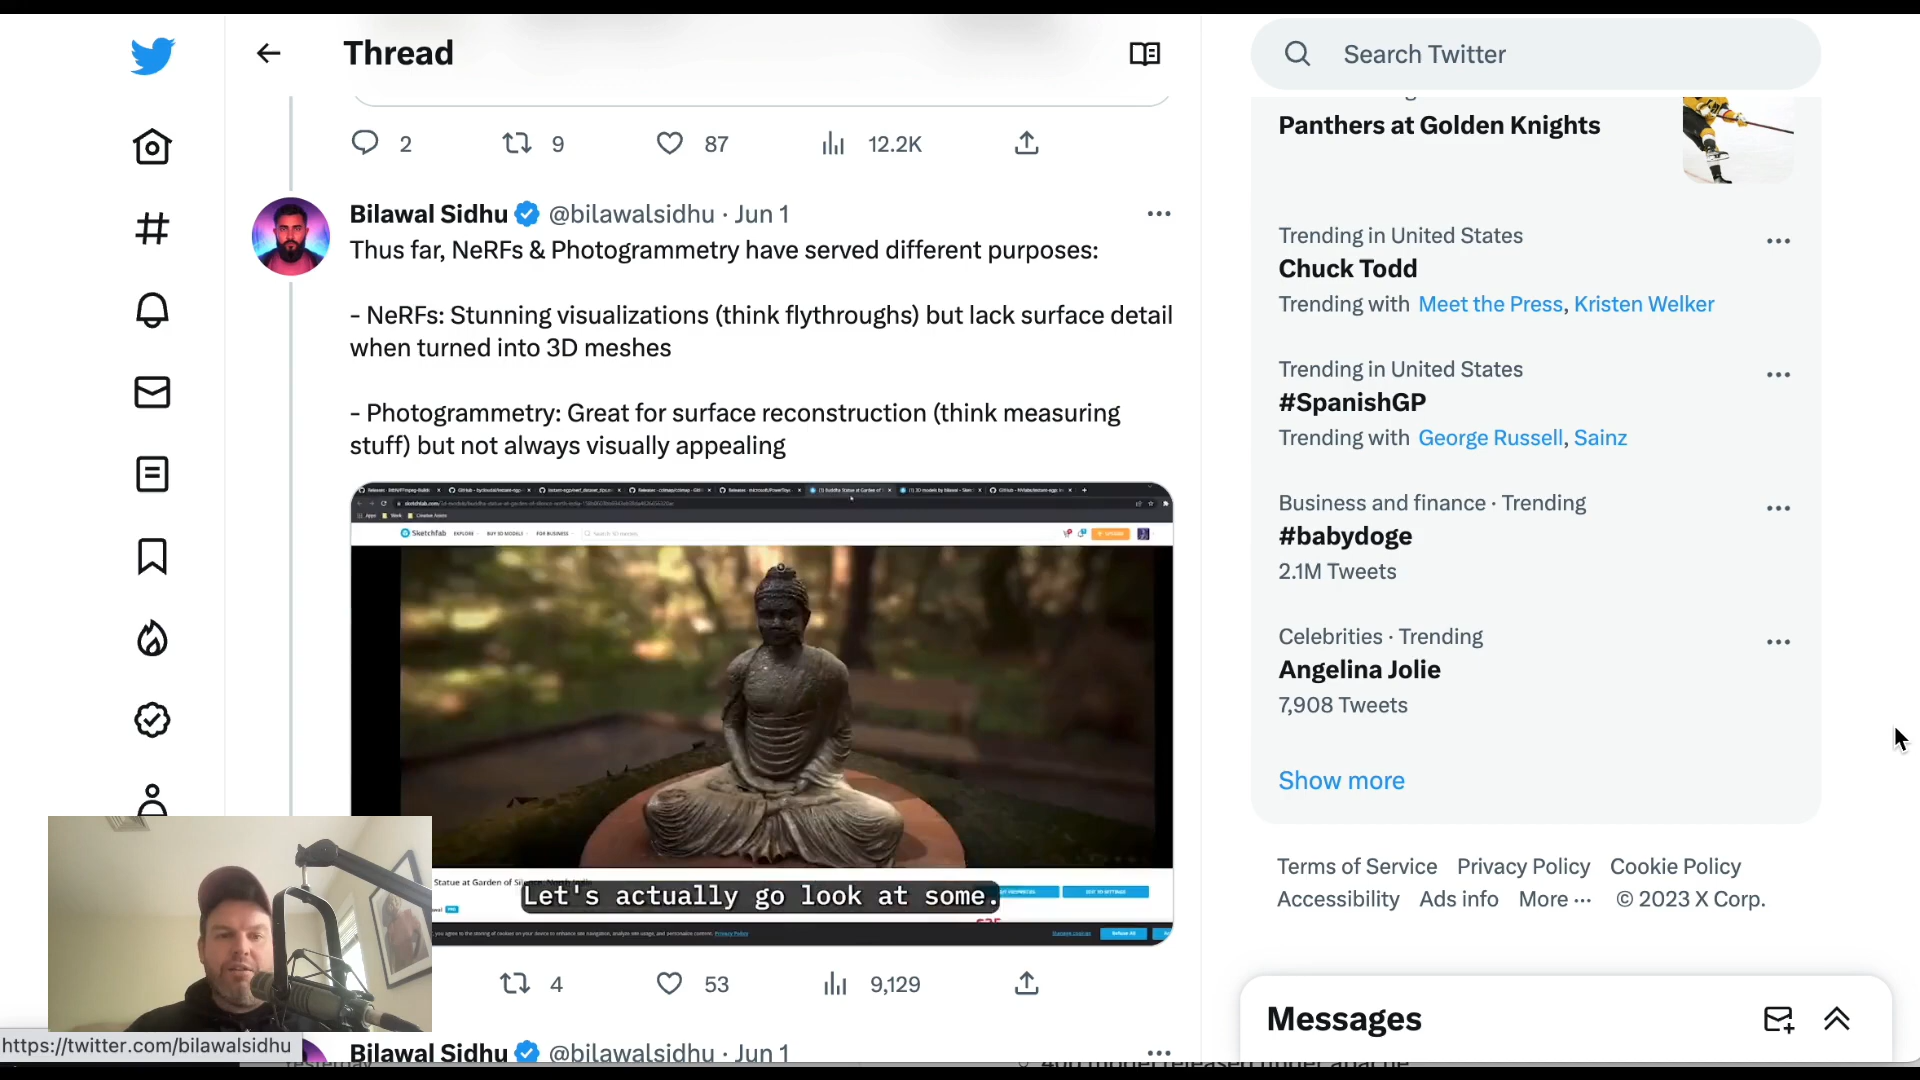 Thread
Search Twitter
Panthers at Golden Knights
2
9
87
12.2K
Bilawal Sidhu @bilawalsidhu · Jun 1
Thus far, NeRFs & Photogrammetry have served different purposes:
- NeRFs: Stunning visualizations (think flythroughs) but lack surface detail
when turned into 3D meshes
- Photogrammetry: Great for surface reconstruction (think measuring
stuff) but not always visually appealing
Sketchfab EXPLORE BUY 3D MODELS FOR BUSINESS Search 3D models
Statue at Garden of
Let's actually go look at some.
Privacy Policy
4
53
9,129
Bilawal Sidhu @bilawalsidhu · Jun 1
https://twitter.com/bilawalsidhu
Trending in United States
Chuck Todd
Trending with Meet the Press, Kristen Welker
Trending in United States
#SpanishGP
Trending with George Russell, Sainz
Business and finance · Trending
#babydoge
2.1M Tweets
Celebrities · Trending
Angelina Jolie
7,908 Tweets
Show more
Terms of Service Privacy Policy Cookie Policy
Accessibility Ads info More ··· © 2023 X Corp.
Messages